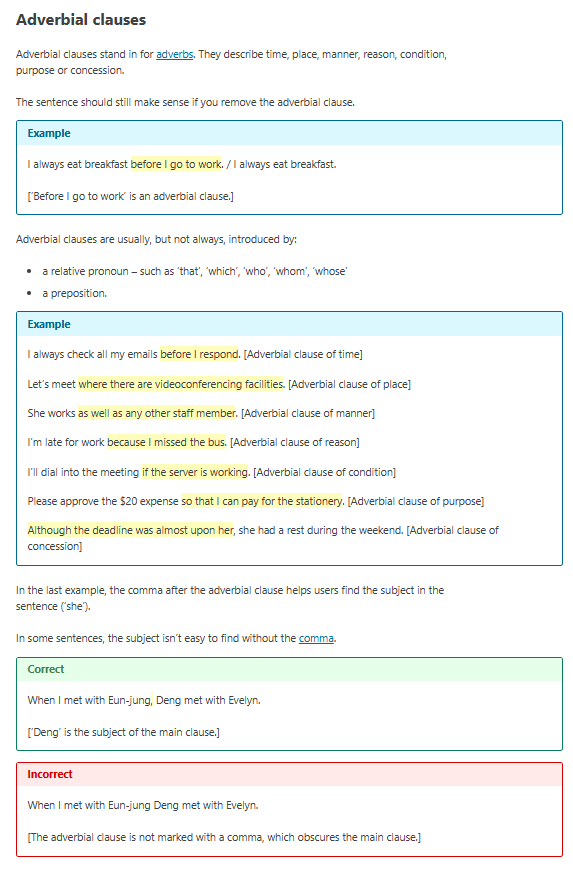 Adverbial clauses
Adverbial clauses stand in for adverbs. They describe time, place, manner, reason, condition,
purpose or concession.
The sentence should still make sense if you remove the adverbial clause.
Example
I always eat breakfast before I go to work. / I always eat breakfast.
[‘Before I go to work’ is an adverbial clause.]
Adverbial clauses are usually, but not always, introduced by:
• a relative pronoun – such as ‘that’, ‘which’, ‘who’, ‘whom’, ‘whose’
• a preposition.
Example
I always check all my emails before I respond. [Adverbial clause of time]
Let’s meet where there are videoconferencing facilities. [Adverbial clause of place]
She works as well as any other staff member. [Adverbial clause of manner]
I’m late for work because I missed the bus. [Adverbial clause of reason]
I’ll dial into the meeting if the server is working. [Adverbial clause of condition]
Please approve the $20 expense so that I can pay for the stationery. [Adverbial clause of purpose]
Although the deadline was almost upon her, she had a rest during the weekend. [Adverbial clause of
concession]
In the last example, the comma after the adverbial clause helps users find the subject in the
sentence (‘she’).
In some sentences, the subject isn’t easy to find without the comma.
Correct
When I met with Eun-jung, Deng met with Evelyn.
[‘Deng’ is the subject of the main clause.]
Incorrect
When I met with Eun-jung Deng met with Evelyn.
[The adverbial clause is not marked with a comma, which obscures the main clause.]